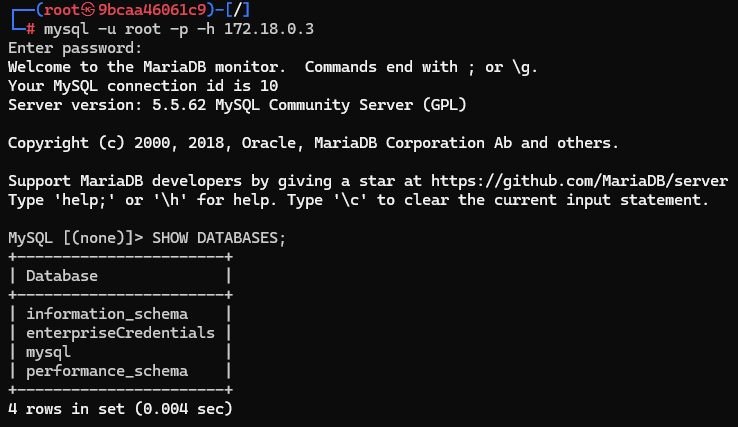 ┌──(root㉿9bcaa46061c9)-[/]
└─# mysql -u root -p -h 172.18.0.3
Enter password:
Welcome to the MariaDB monitor.  Commands end with ; or \g.
Your MySQL connection id is 10
Server version: 5.5.62 MySQL Community Server (GPL)

Copyright (c) 2000, 2018, Oracle, MariaDB Corporation Ab and others.

Support MariaDB developers by giving a star at https://github.com/MariaDB/server
Type 'help;' or '\h' for help. Type '\c' to clear the current input statement.

MySQL [(none)]> SHOW DATABASES;
+-----------------------+
| Database              |
+-----------------------+
| information_schema    |
| enterpriseCredentials |
| mysql                 |
| performance_schema    |
+-----------------------+
4 rows in set (0.004 sec)